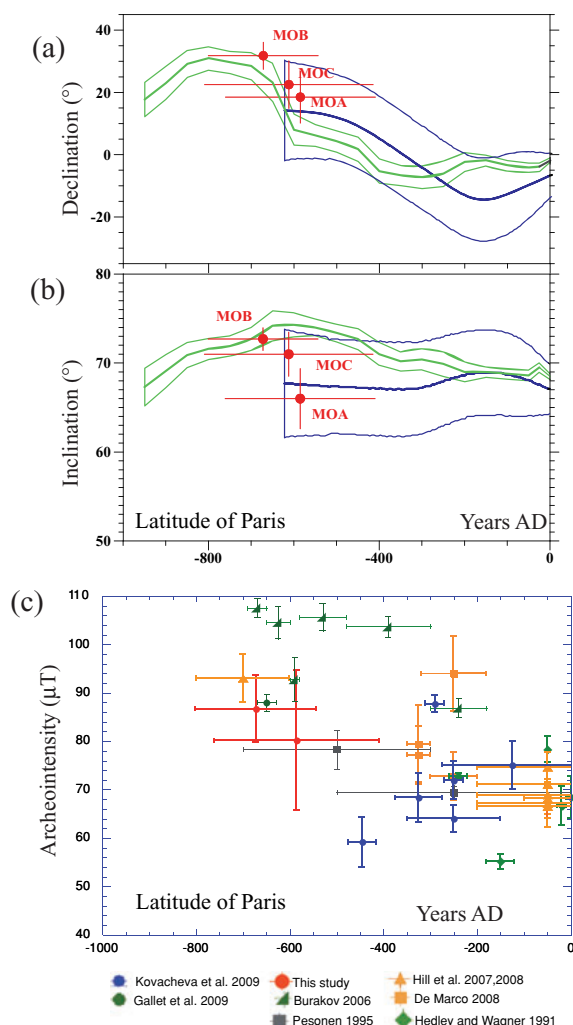 (a)
40
20
0
-20
Declination (°)
MOB
MOC
MOA
(b)
80
70
60
50
Inclination (°)
MOB
MOC
MOA
Latitude of Paris
Years AD
-800
-400
0
(c)
110
100
90
80
70
60
50
40
Archeointensity (μT)
Latitude of Paris
Years AD
-1000
-800
-600
-400
-200
0
Kovacheva et al. 2009
This study
Hill et al. 2007,2008
Gallet et al. 2009
Burakov 2006
De Marco 2008
Pesonen 1995
Hedley and Wagner 1991